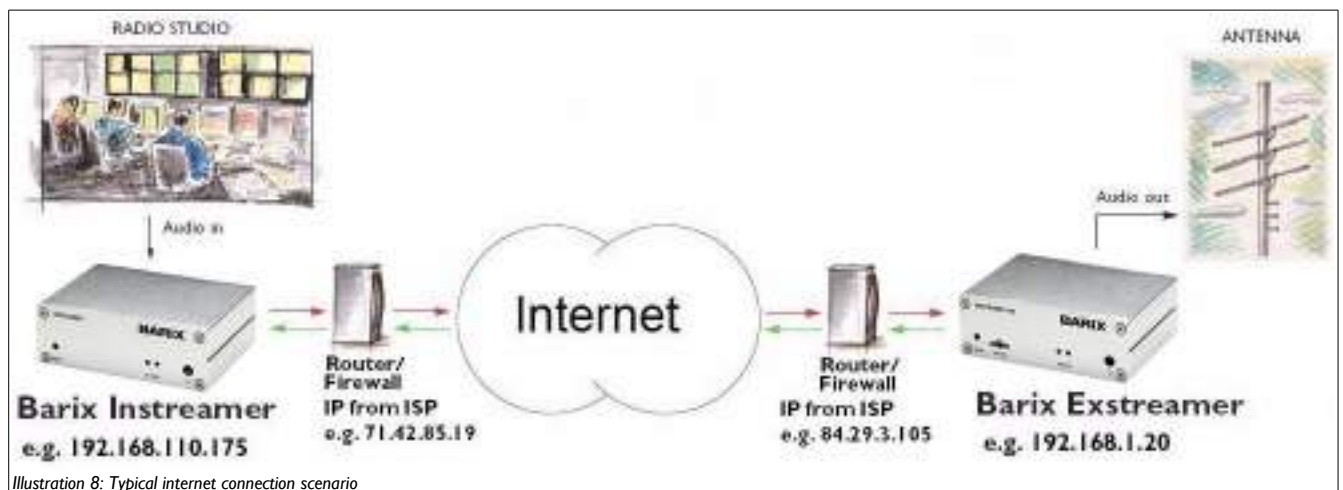 RADIO STUDIO
ANTENNA
Audio in
Audio out
BARIX
BARIX
Internet
Router/
Firewall
IP from ISP
e.g. 71.42.85.19
Router/
Firewall
IP from ISP
e.g. 84.29.3.105
Barix Instreamer
e.g. 192.168.110.175
Barix Exstreamer
e.g. 192.168.1.20
Illustration 8: Typical internet connection scenario